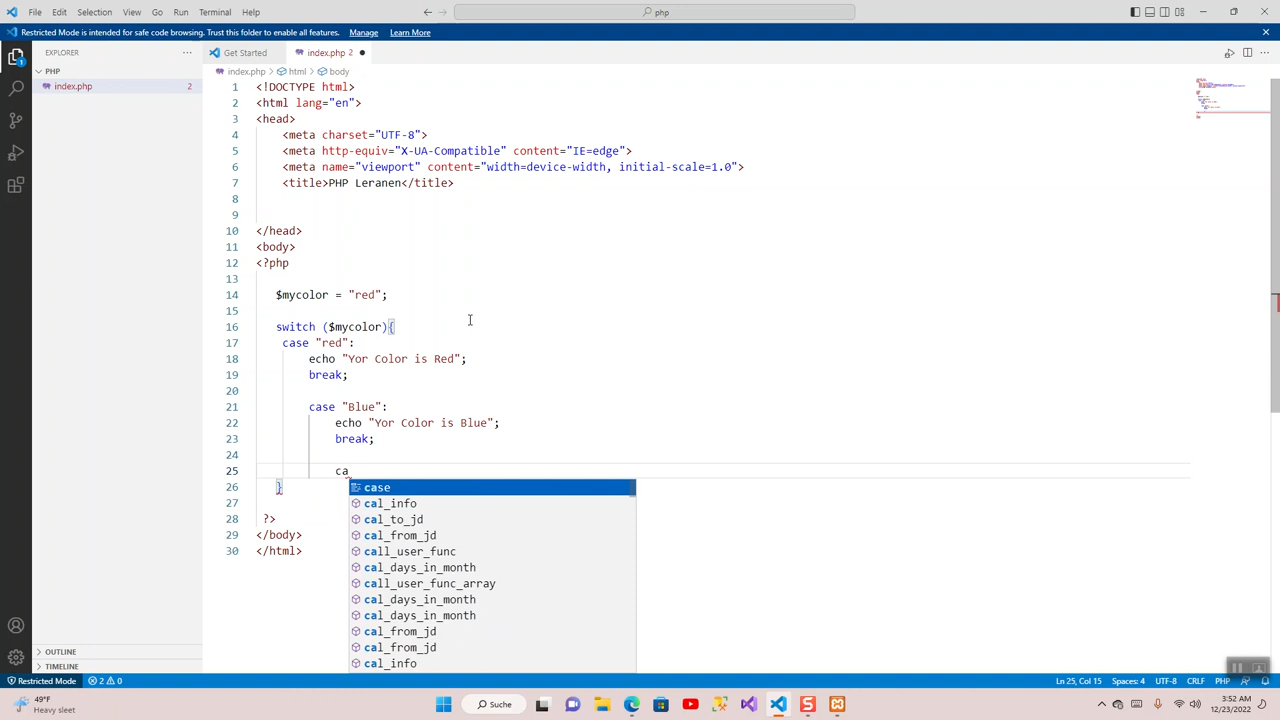 File Edit Selection View Go Run Terminal Help
php
Restricted Mode is intended for safe code browsing. Trust this folder to enable all features. Manage Learn More
EXPLORER
Get Started
index.php 2
PHP
index.php > html > body
index.php 2
1 <!DOCTYPE html>
2 <html lang="en">
3 <head>
4 <meta charset="UTF-8">
5 <meta http-equiv="X-UA-Compatible" content="IE=edge">
6 <meta name="viewport" content="width=device-width, initial-scale=1.0">
7 <title>PHP Leranen</title>
8
9
10 </head>
11 <body>
12 <?php
13
14 $mycolor = "red";
15
16 switch ($mycolor){
17 case "red":
18 echo "Yor Color is Red";
19 break;
20
21 case "Blue":
22 echo "Yor Color is Blue";
23 break;
24
25 ca
26 }
27
28 ?>
29 </body>
30 </html>
case
cal_info
cal_to_jd
cal_from_jd
call_user_func
cal_days_in_month
call_user_func_array
cal_days_in_month
cal_days_in_month
cal_from_jd
cal_from_jd
cal_info
OUTLINE
TIMELINE
Restricted Mode 2 0
Ln 25, Col 15 Spaces: 4 UTF-8 CRLF PHP
49°F
Heavy sleet
Suche
3:52 AM
12/23/2022